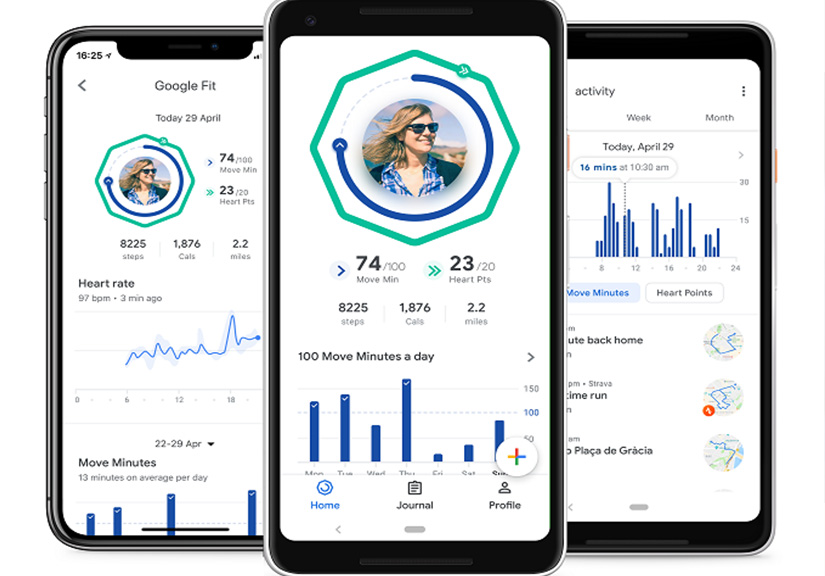 16:25
Google Fit
Today 29 April
74/100
Move Min
23/20
Heart Pts
8225 1,876 2.2
steps Cals miles
Heart rate
97 bpm • 3 min ago
0 6 12 18
22-29 Apr
Move Minutes
13 minutes on average per day
74/100 23/20
Move Min Heart Pts
8225 1,876 2.2
steps Cals miles
100 Move Minutes a day
150
100
50
Mon Tue Wed Thu Fri Sat Sun
Home Journal Profile
activity
Week Month
Today, April 29
16 mins at 10:30 am
30
15
8 12 16 20 24
Move Minutes Heart Points
back home
pm • Strava
time run
Plaça de Gràcia